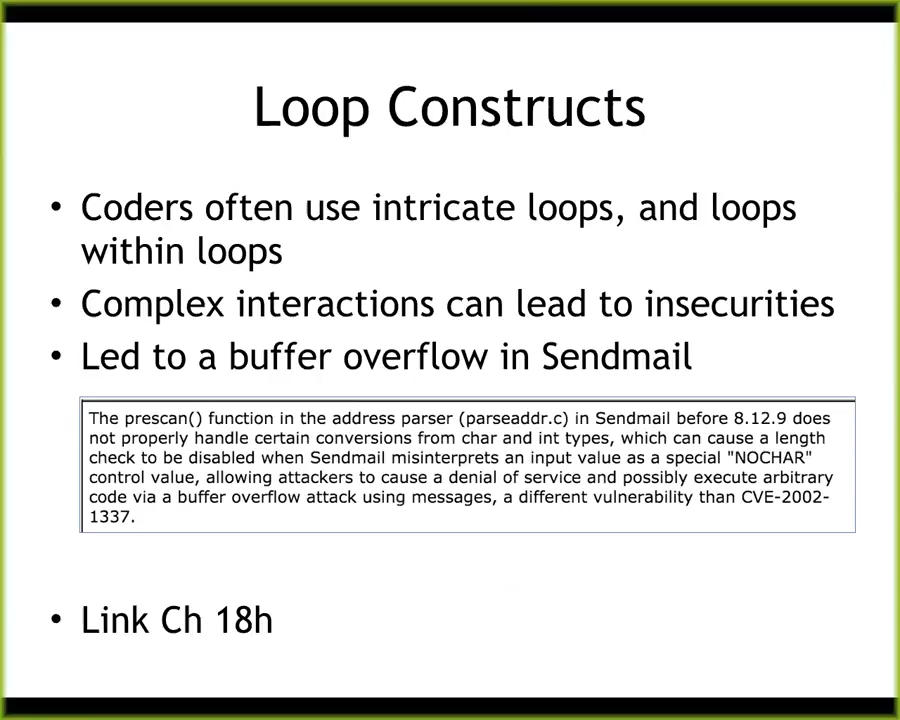 Loop Constructs
• Coders often use intricate loops, and loops
within loops
• Complex interactions can lead to insecurities
• Led to a buffer overflow in Sendmail
The prescan() function in the address parser (parseaddr.c) in Sendmail before 8.12.9 does
not properly handle certain conversions from char and int types, which can cause a length
check to be disabled when Sendmail misinterprets an input value as a special "NOCHAR"
control value, allowing attackers to cause a denial of service and possibly execute arbitrary
code via a buffer overflow attack using messages, a different vulnerability than CVE-2002-
1337.
• Link Ch 18h